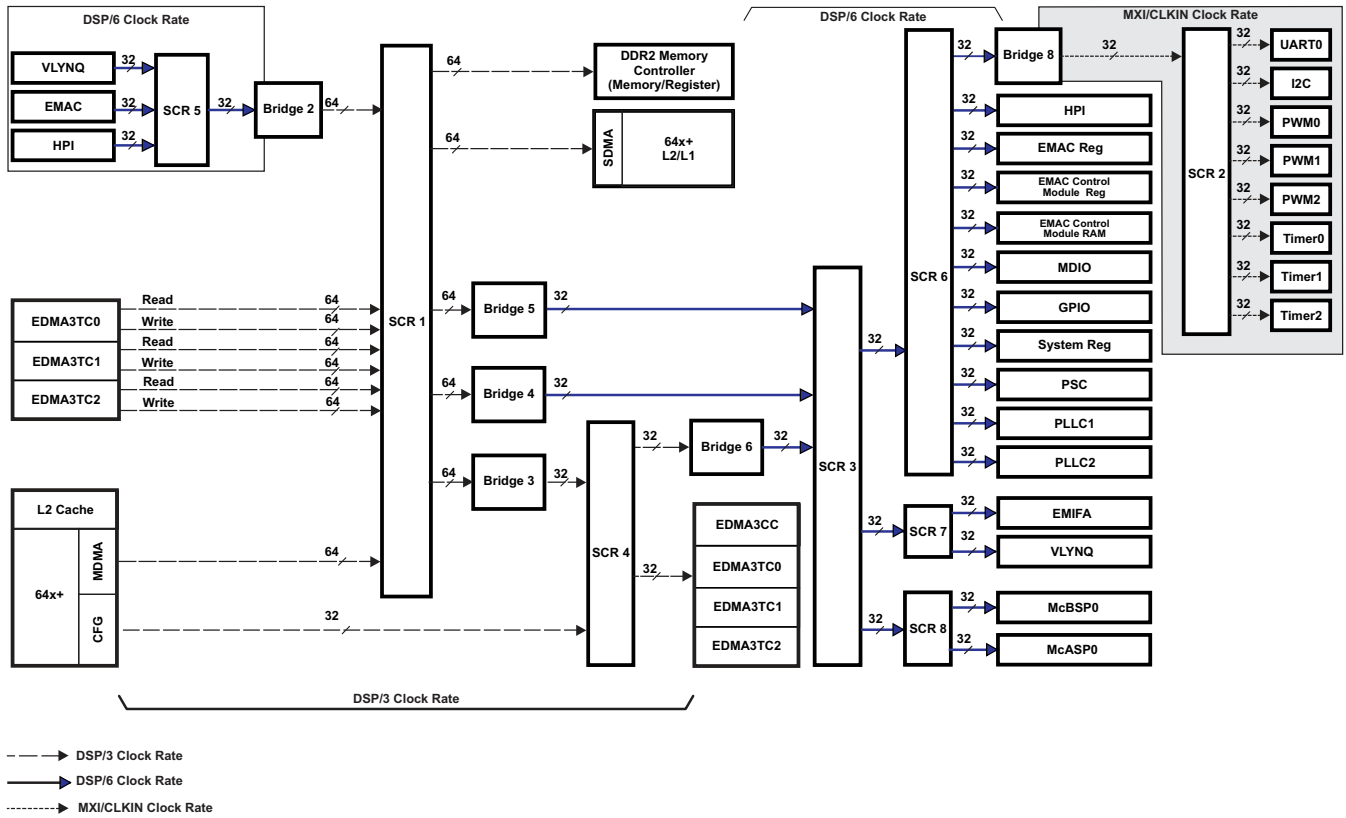 DSP/6 Clock Rate
VLYNQ
32
EMAC
32
HPI
32
SCR 5
32
Bridge 2
64
EDMA3TC0
EDMA3TC1
EDMA3TC2
Read
64
Write
64
Read
64
Write
64
Read
64
Write
64
L2 Cache
64x+
MDMA
CFG
64
32
SCR 1
64
DDR2 Memory
Controller
(Memory/Register)
64
SDMA
64x+
L2/L1
64
Bridge 5
32
64
Bridge 4
32
64
Bridge 3
32
SCR 4
32
Bridge 6
32
32
EDMA3CC
EDMA3TC0
EDMA3TC1
EDMA3TC2
SCR 3
32
32
32
DSP/6 Clock Rate
SCR 6
32
Bridge 8
32
32
HPI
32
EMAC Reg
32
EMAC Control
Module Reg
32
EMAC Control
Module RAM
32
MDIO
32
GPIO
32
System Reg
32
PSC
32
PLLC1
32
PLLC2
SCR 7
32
EMIFA
32
VLYNQ
SCR 8
32
McBSP0
32
McASP0
MXI/CLKIN Clock Rate
SCR 2
32
UART0
32
I2C
32
PWM0
32
PWM1
32
PWM2
32
Timer0
32
Timer1
32
Timer2
DSP/3 Clock Rate
DSP/3 Clock Rate
DSP/6 Clock Rate
MXI/CLKIN Clock Rate